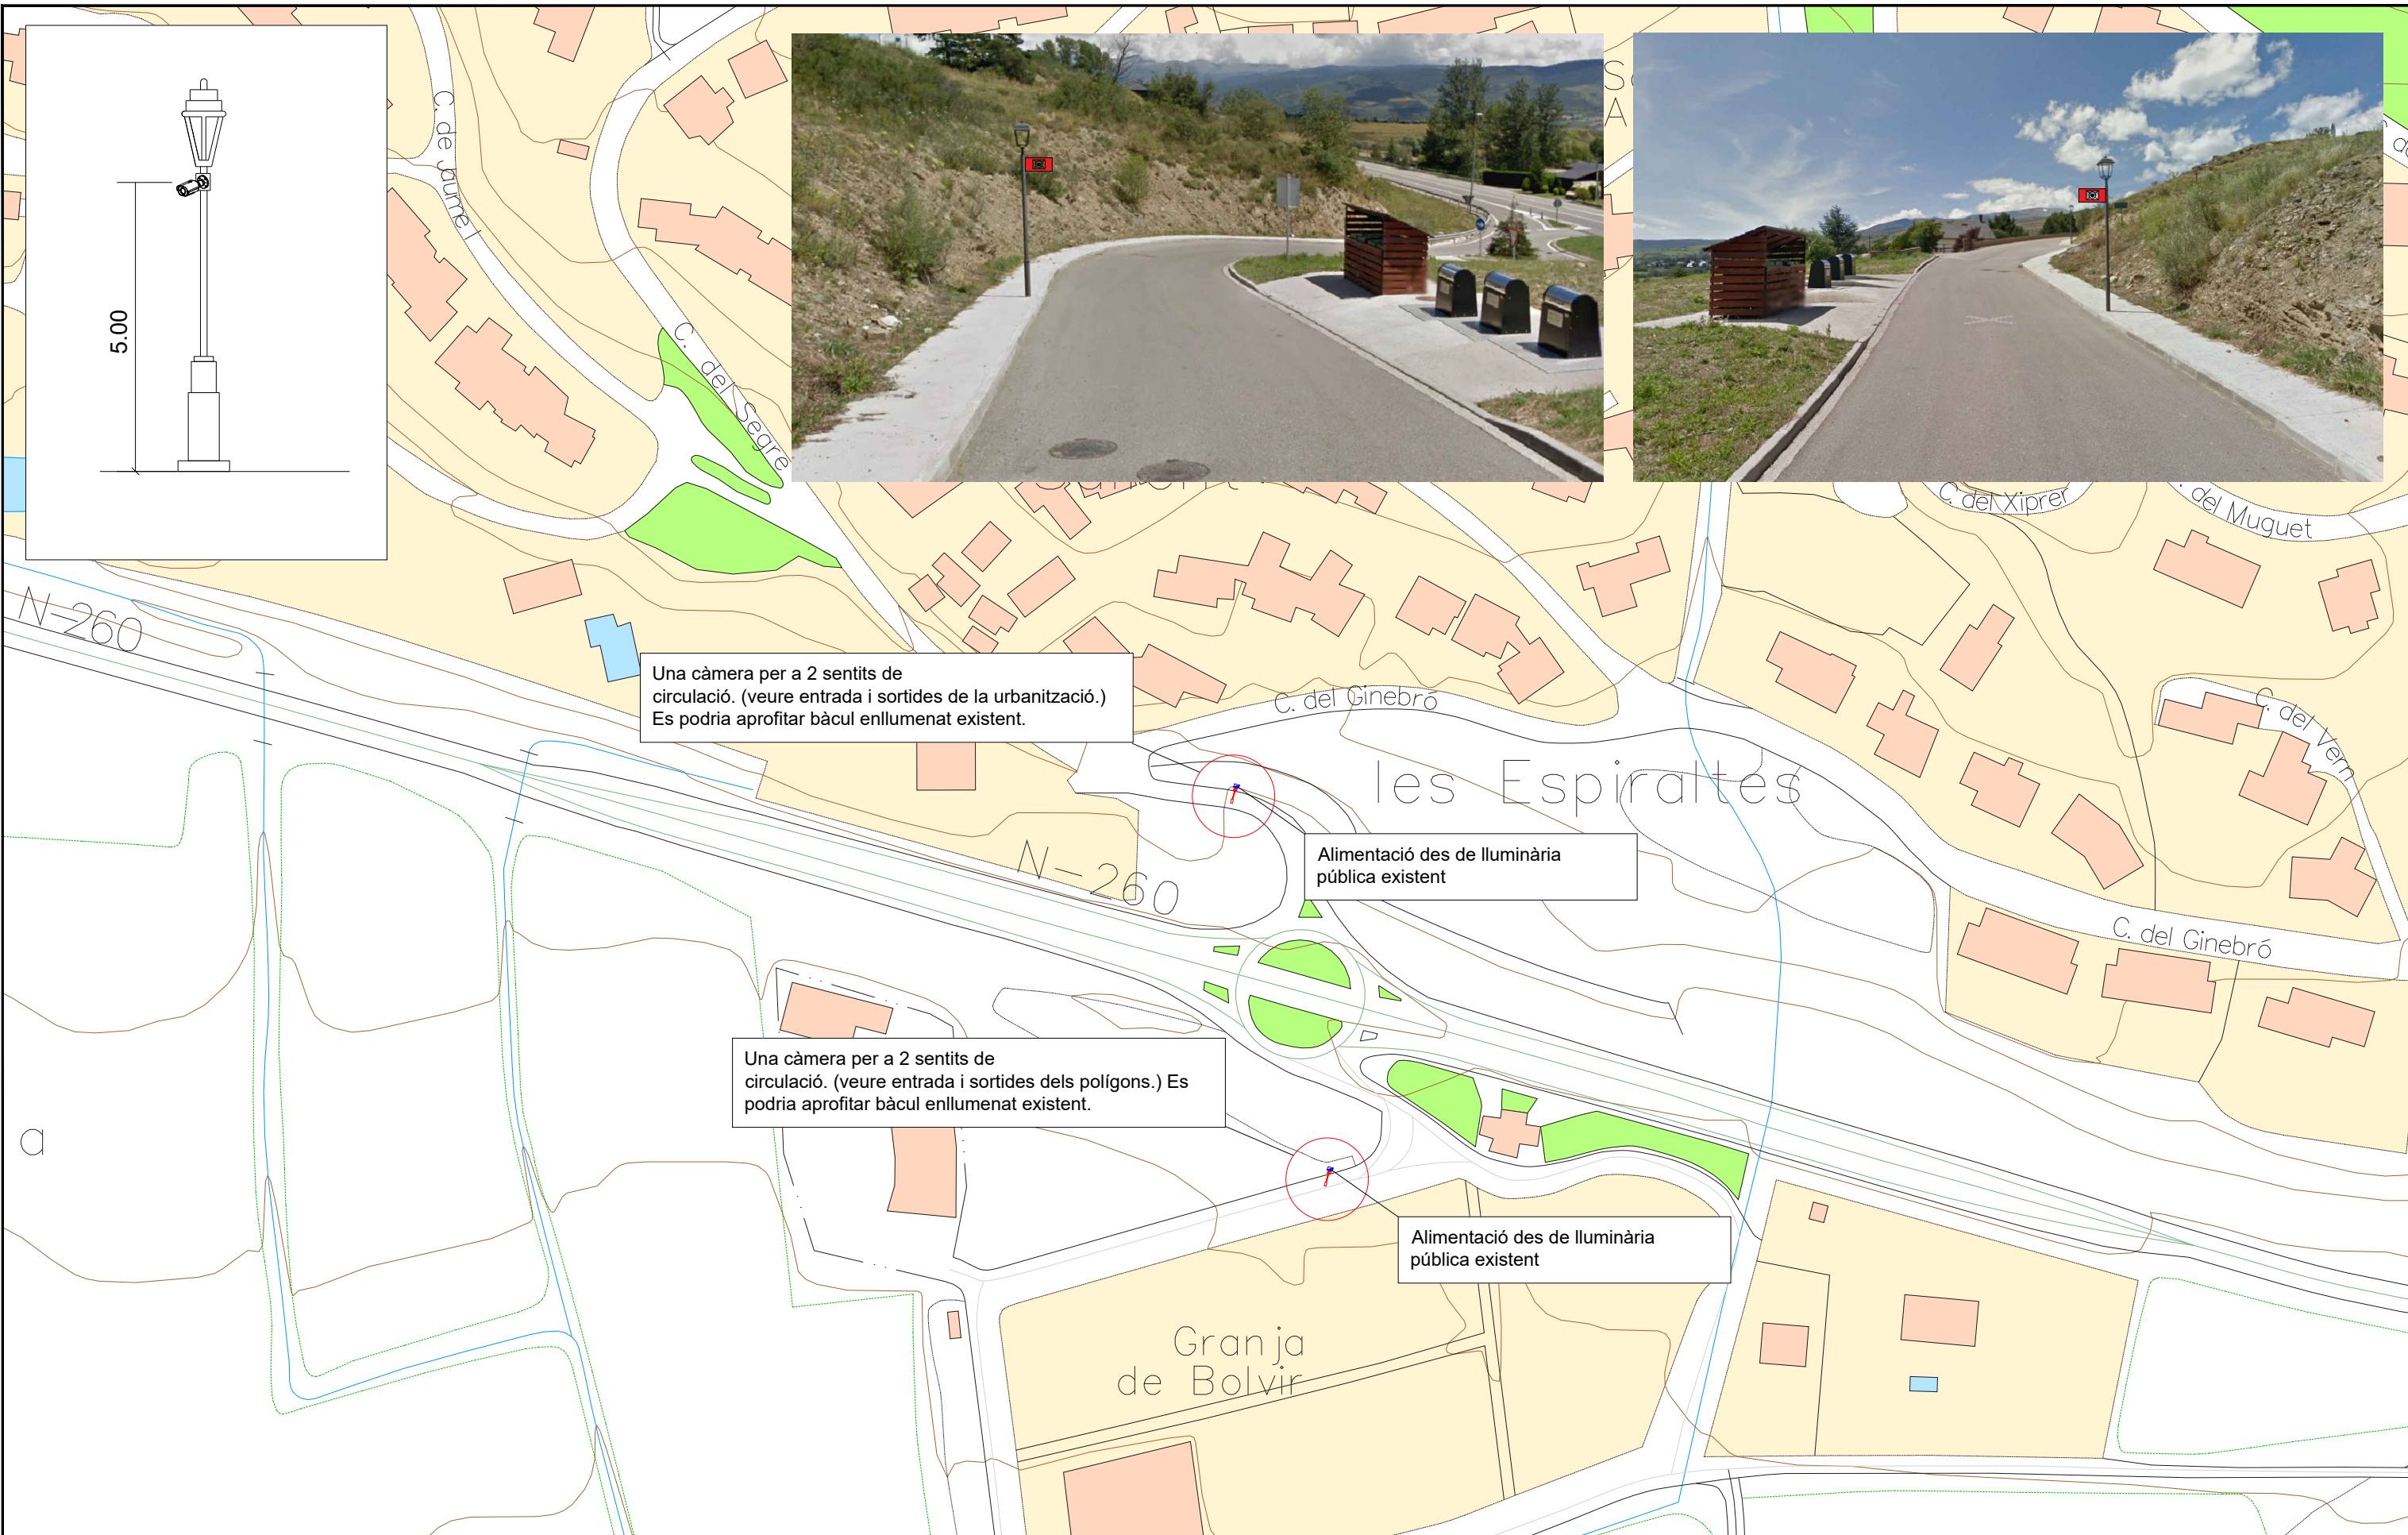 5.00
C. de Jaume I
C. del Segre
C. del Xiprer
del Muguet
N-260
Una càmera per a 2 sentits de
circulació. (veure entrada i sortides de la urbanització.)
Es podria aprofitar bàcul enllumenat existent.
C. del Ginebró
C. del Vern
les Espiraltes
Alimentació des de lluminària
pública existent
N-260
C. del Ginebró
Una càmera per a 2 sentits de
circulació. (veure entrada i sortides dels polígons.) Es
podria aprofitar bàcul enllumenat existent.
a
Alimentació des de lluminària
pública existent
Granja
de Bolvir